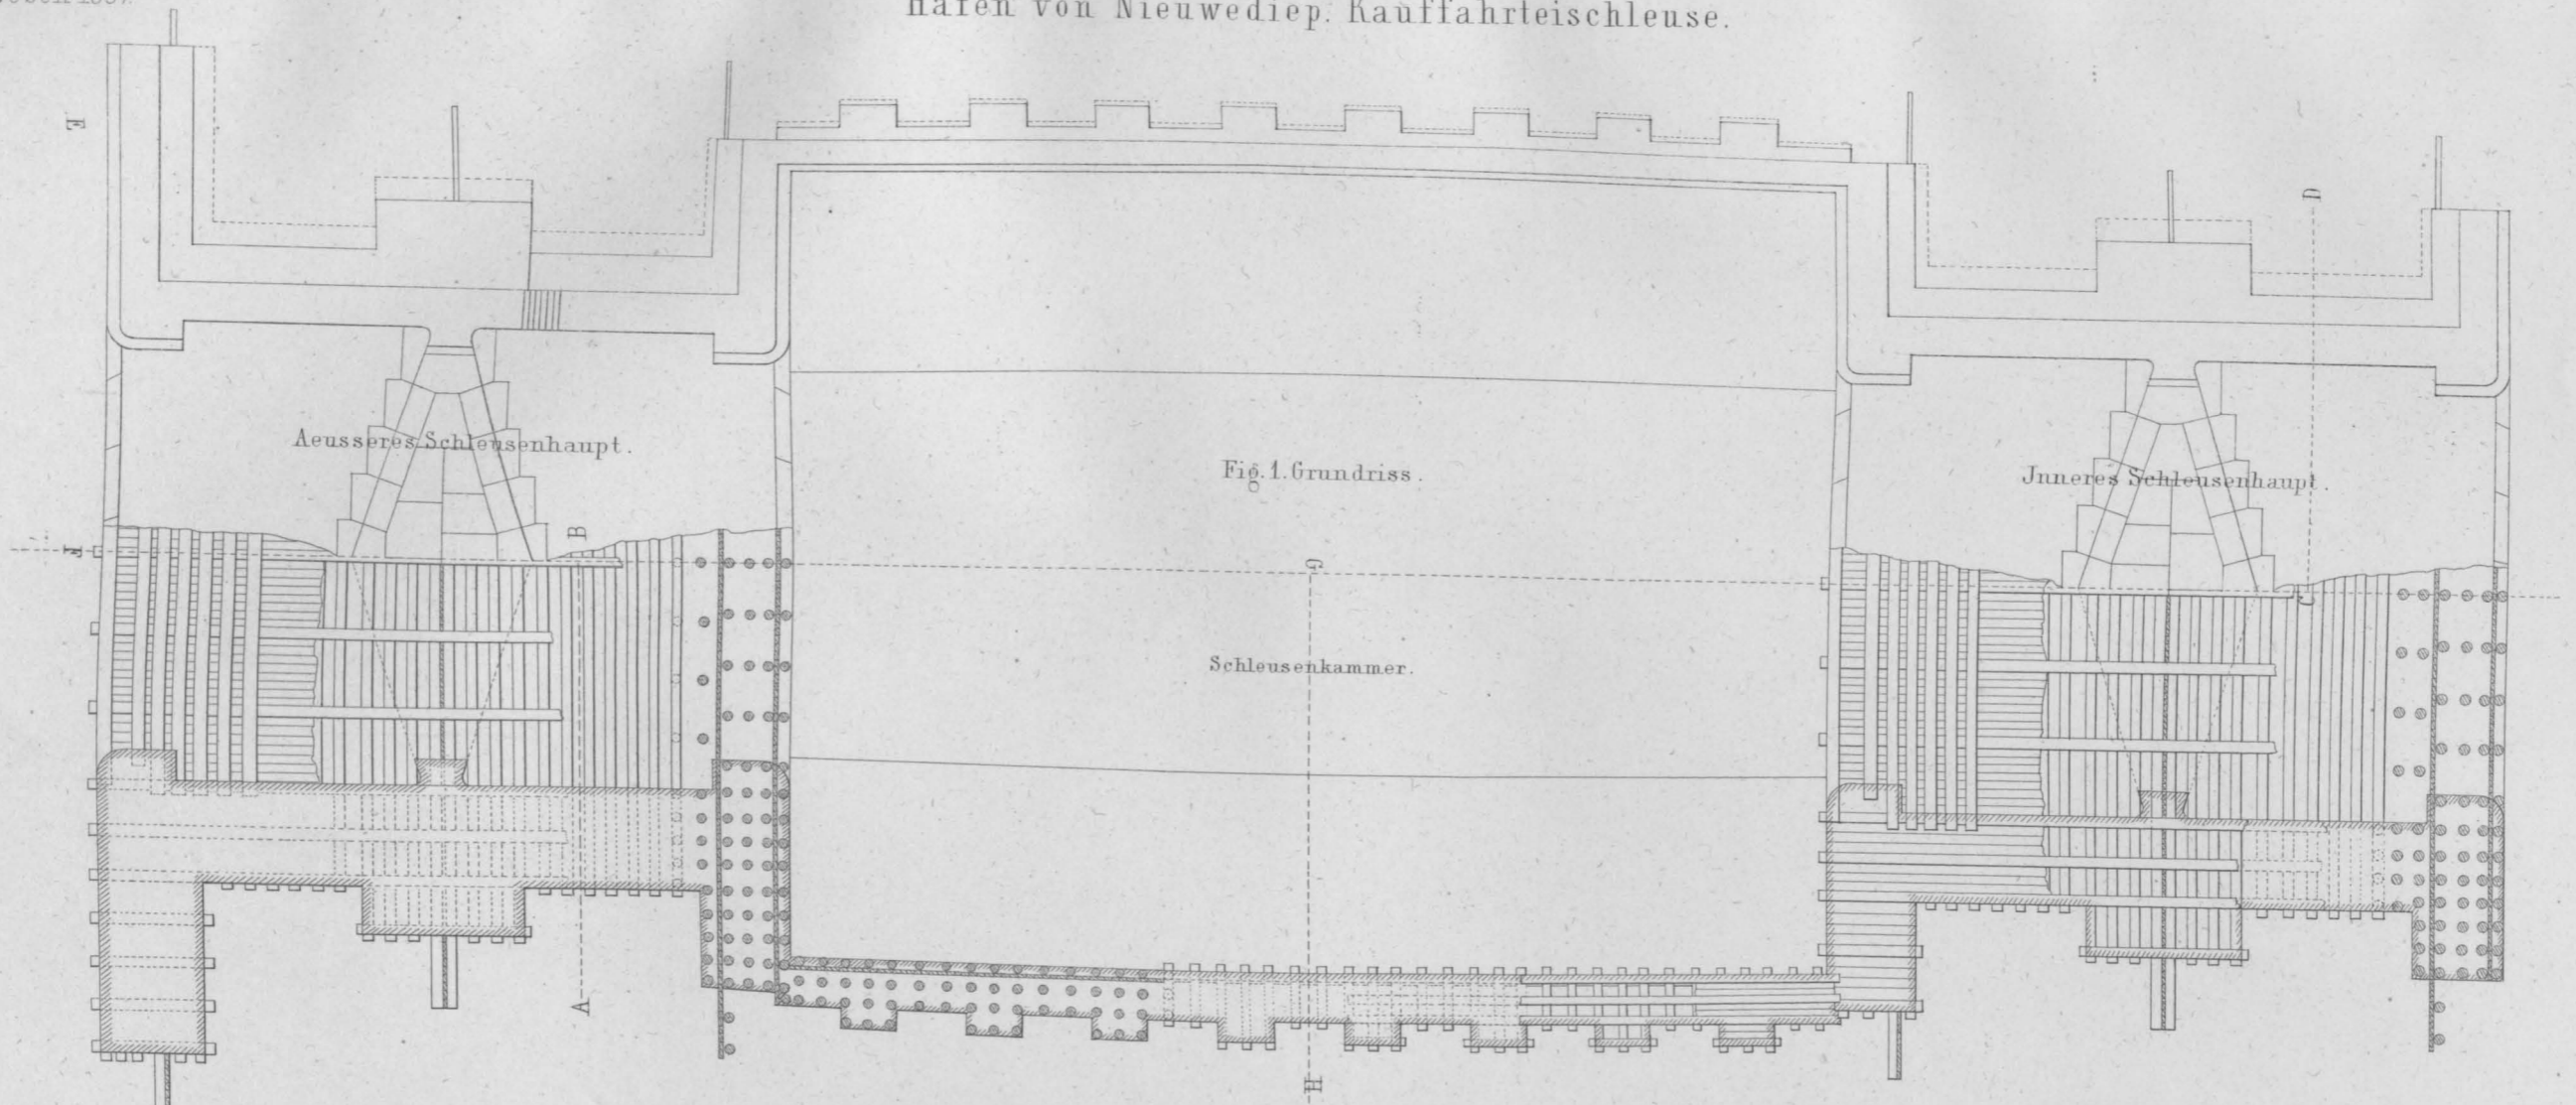 Hafen von Nieuwediep. Kauffahrteischleuse.
E
D
Aeusseres Schleusenhaupt.
Fig. 1. Grundriss.
Jnneres Schleusenhaupt.
F
B
G
C
Schleusenkammer.
A
H